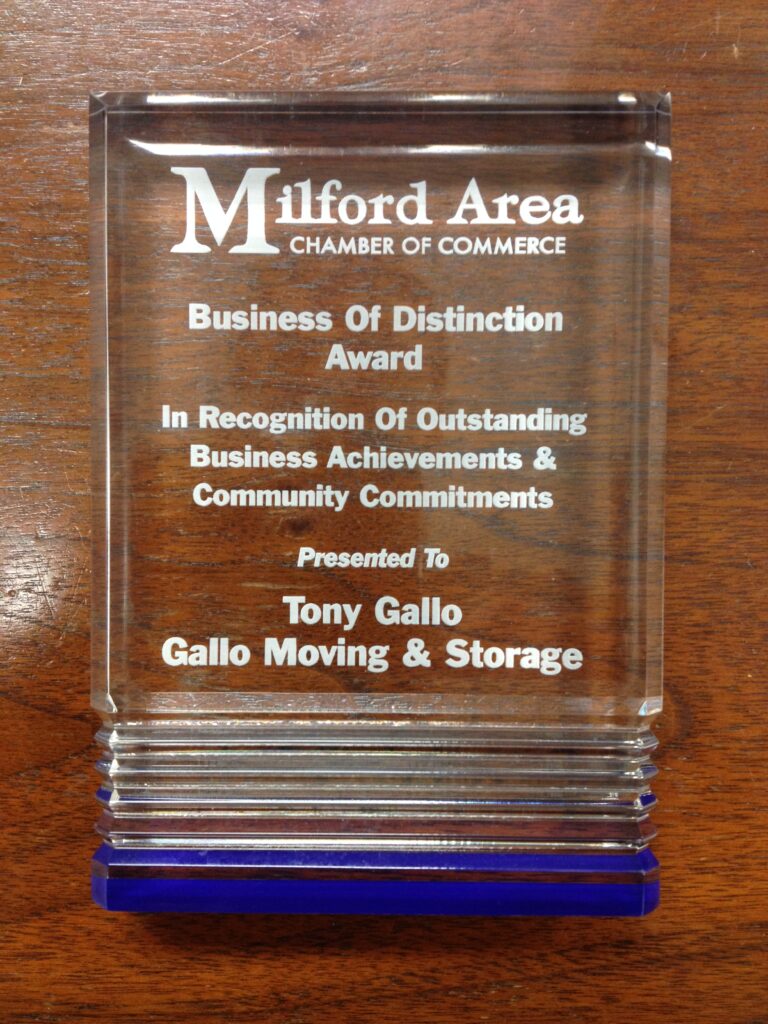 Milford Area
CHAMBER OF COMMERCE
Business Of Distinction
Award
In Recognition Of Outstanding
Business Achievements &
Community Commitments
Presented To
Tony Gallo
Gallo Moving & Storage